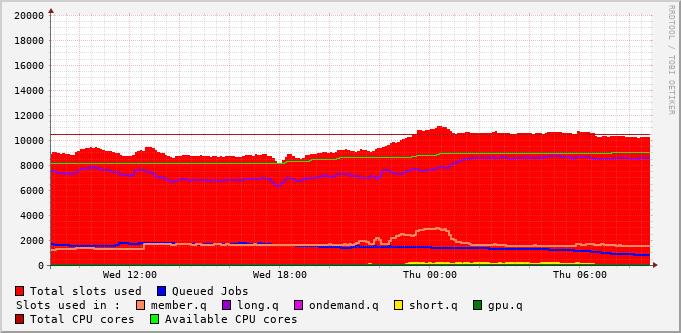 RRDTOOL / TOBI OETIKER
20000
18000
16000
14000
12000
10000
8000
6000
4000
2000
0
Wed 12:00 Wed 18:00 Thu 00:00 Thu 06:00
Total slots used Queued Jobs
Slots used in : member.q long.q ondemand.q short.q gpu.q
Total CPU cores Available CPU cores